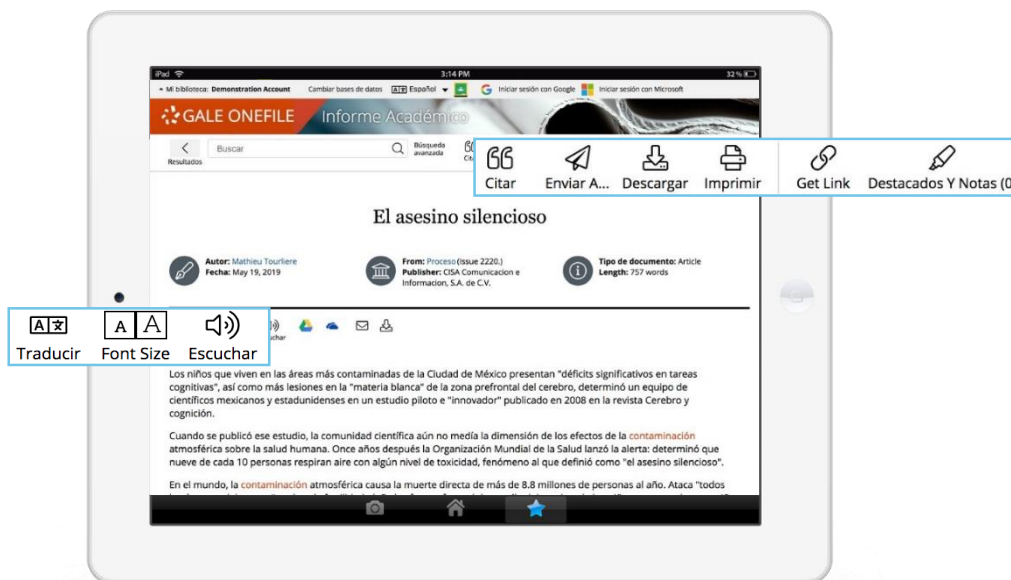 iPad 3:14 PM 32 %
Mi biblioteca: Demonstration Account Cambiar bases de datos Español Iniciar sesión con Google Iniciar sesión con Microsoft
GALE ONEFILE Informe Académico
Resultados Buscar Búsqueda avanzada
Citar Enviar A... Descargar Imprimir Get Link Destacados Y Notas (0
El asesino silencioso
Autor: Mathieu Tourliere
Fecha: May 19, 2019
From: Proceso (Issue 2220.)
Publisher: CISA Comunicacion e
Informacion, S.A. de C.V.
Tipo de documento: Article
Length: 757 words
Traducir Font Size Escuchar
Los niños que viven en las áreas más contaminadas de la Ciudad de México presentan "déficits significativos en tareas
cognitivas", así como más lesiones en la "materia blanca" de la zona prefrontal del cerebro, determinó un equipo de
científicos mexicanos y estadunidenses en un estudio piloto e "innovador" publicado en 2008 en la revista Cerebro y
cognición.
Cuando se publicó ese estudio, la comunidad científica aún no medía la dimensión de los efectos de la contaminación
atmosférica sobre la salud humana. Once años después la Organización Mundial de la Salud lanzó la alerta: determinó que
nueve de cada 10 personas respiran aire con algún nivel de toxicidad, fenómeno al que definió como "el asesino silencioso".
En el mundo, la contaminación atmosférica causa la muerte directa de más de 8.8 millones de personas al año. Ataca "todos